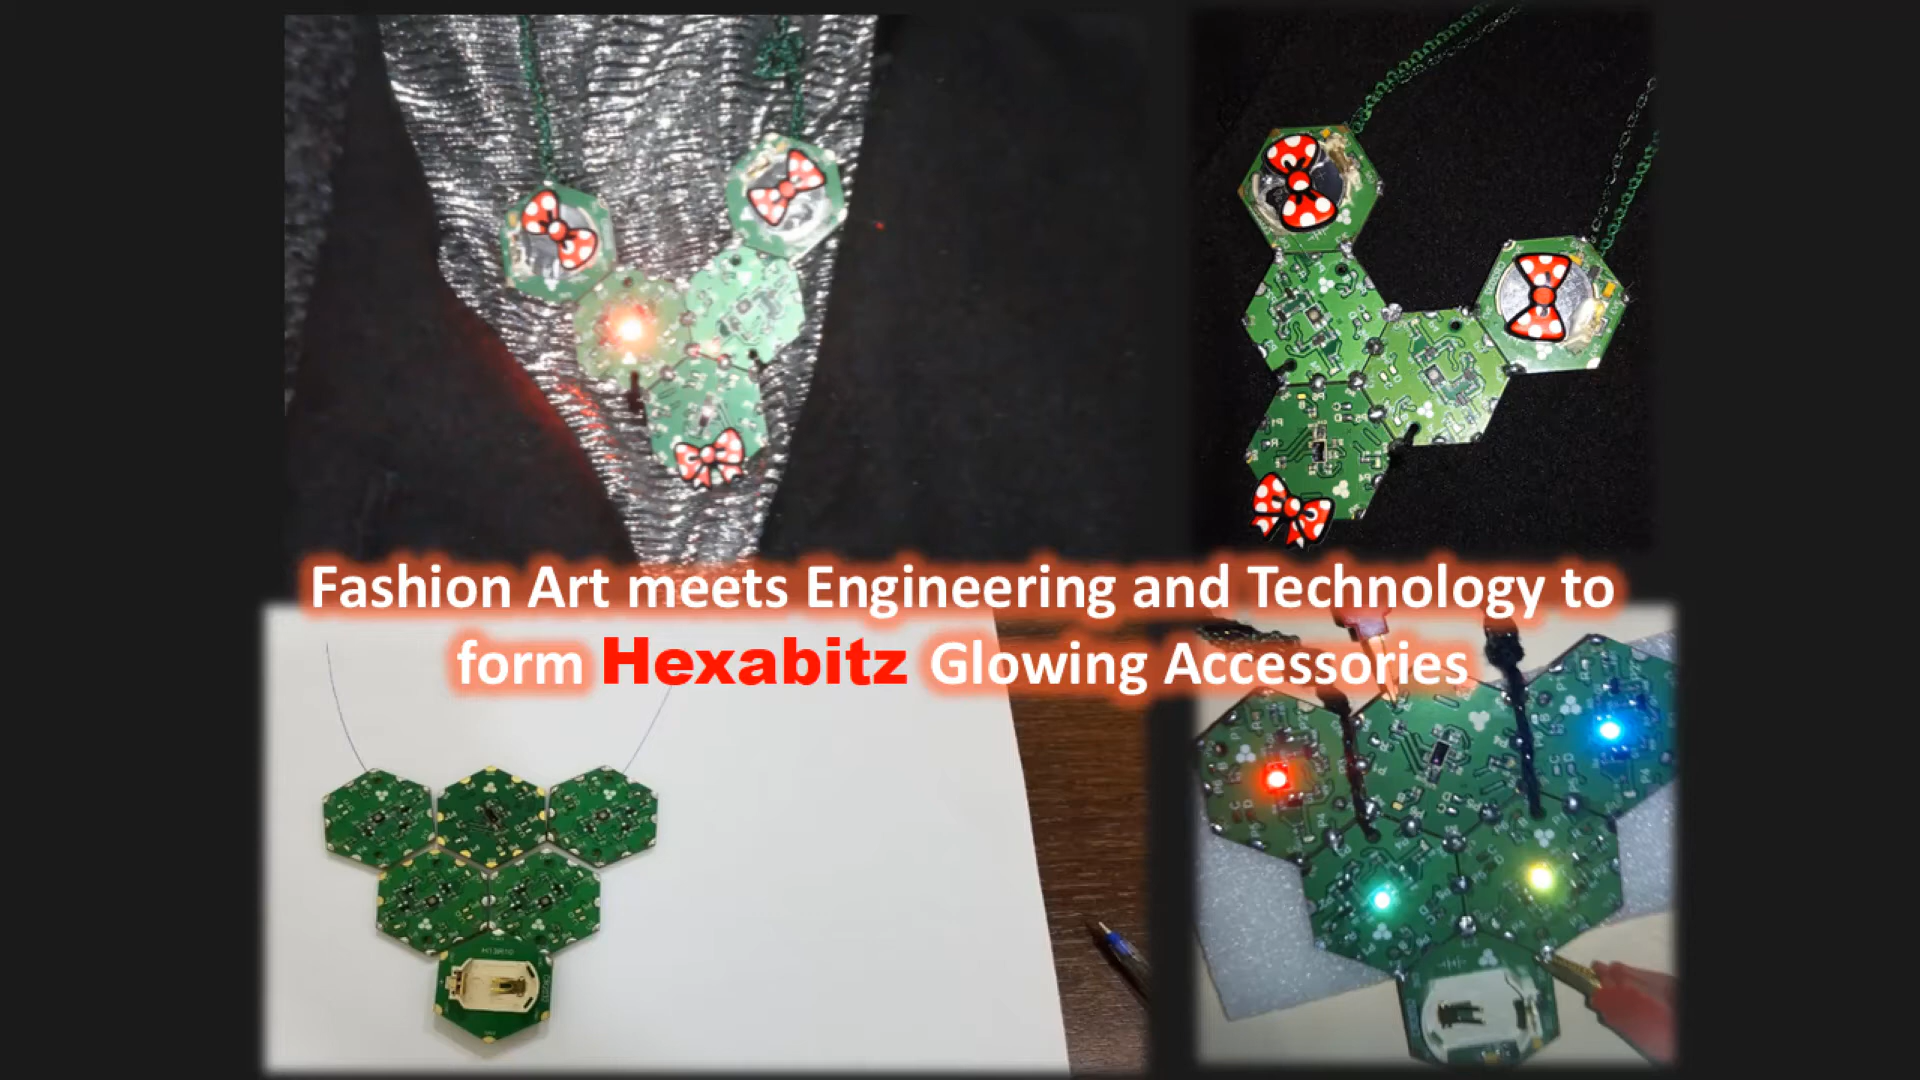 Fashion Art meets Engineering and Technology to
form Hexabitz Glowing Accessories